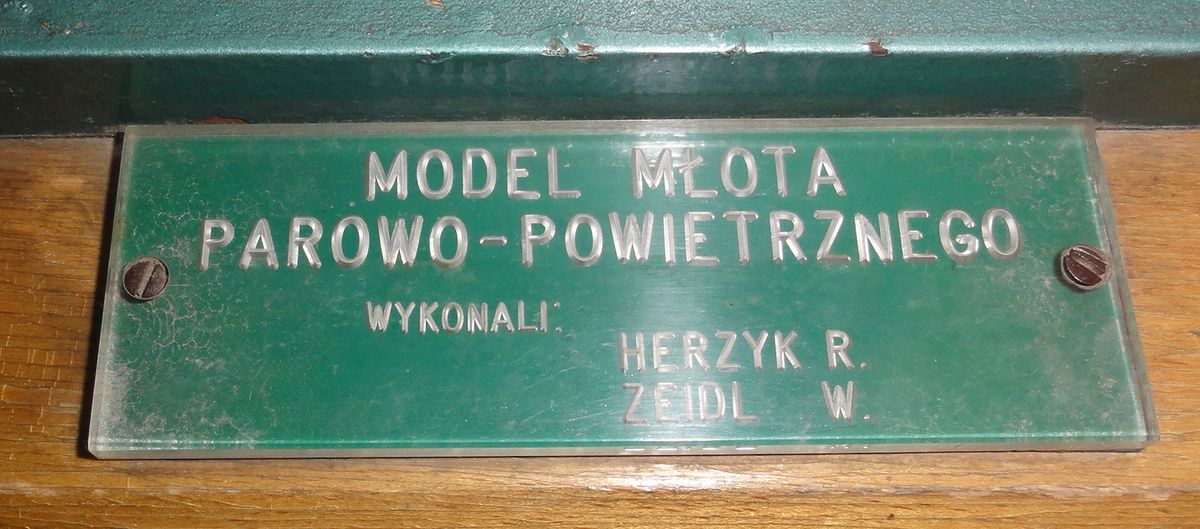 MODEL MŁOTA
PAROWO-POWIETRZNEGO
WYKONALI:
HERZYK R.
ZEIDL W.